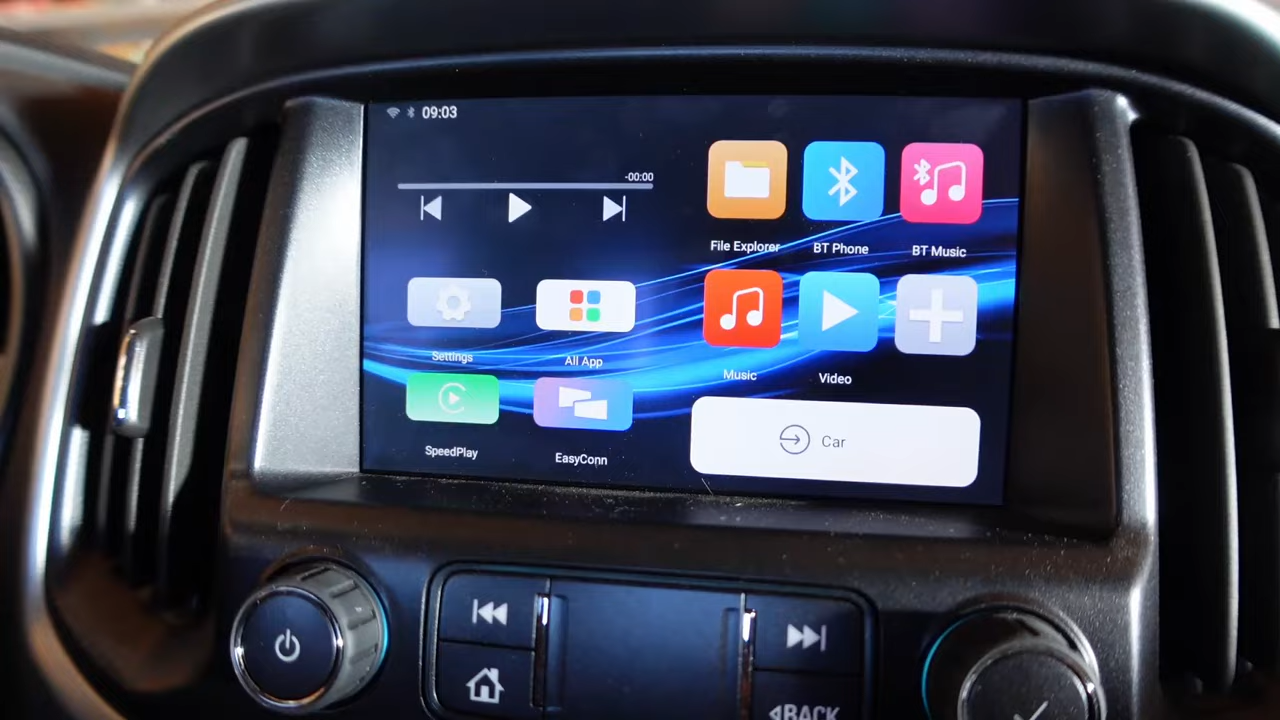 09:03
-00:00
File Explorer
BT Phone
BT Music
Settings
All App
Music
Video
SpeedPlay
EasyConn
Car
BACK